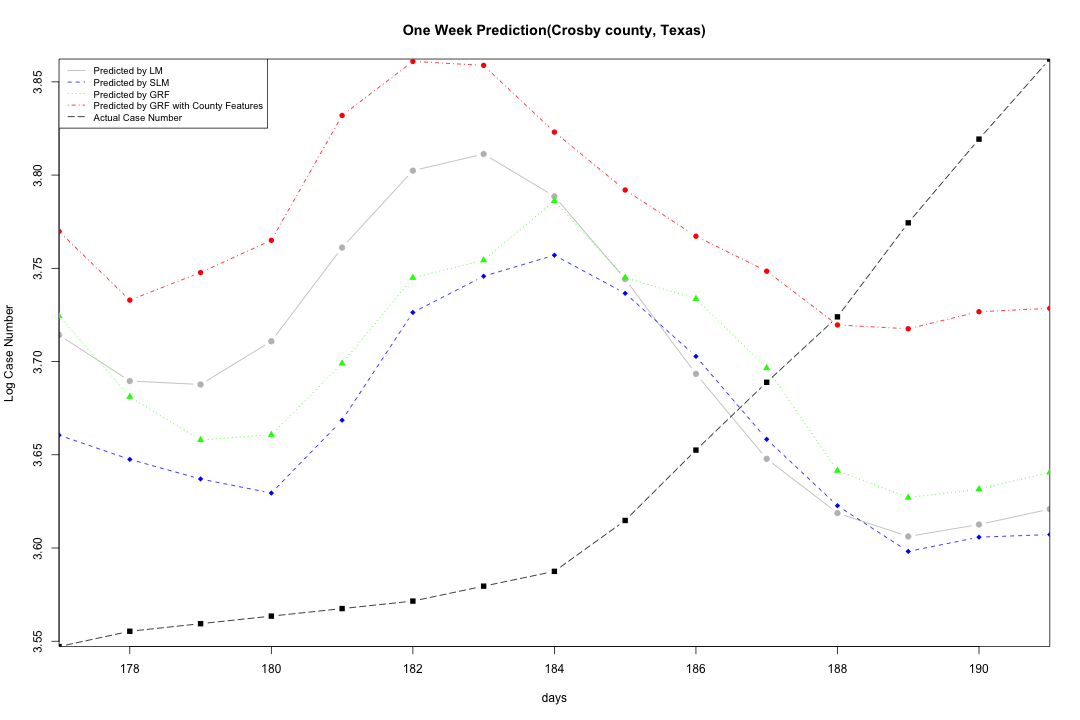 One Week Prediction(Crosby county, Texas)
Predicted by LM
Predicted by SLM
Predicted by GRF
Predicted by GRF with County Features
Actual Case Number
Log Case Number
3.85
3.80
3.75
3.70
3.65
3.60
3.55
178 180 182 184 186 188 190
days